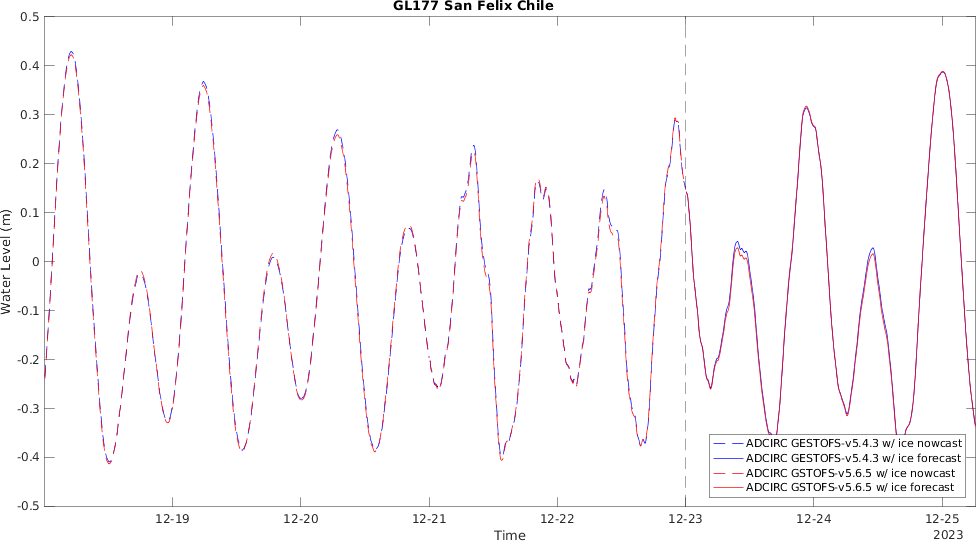 GL177 San Felix Chile
0.5
0.4
0.3
0.2
0.1
0
-0.1
-0.2
-0.3
-0.4
-0.5
Water Level (m)
ADCIRC GESTOFS-v5.4.3 w/ ice nowcast
ADCIRC GESTOFS-v5.4.3 w/ ice forecast
ADCIRC GSTOFS-v5.6.5 w/ ice nowcast
ADCIRC GSTOFS-v5.6.5 w/ ice forecast
12-19 12-20 12-21 12-22 12-23 12-24 12-25
Time
2023